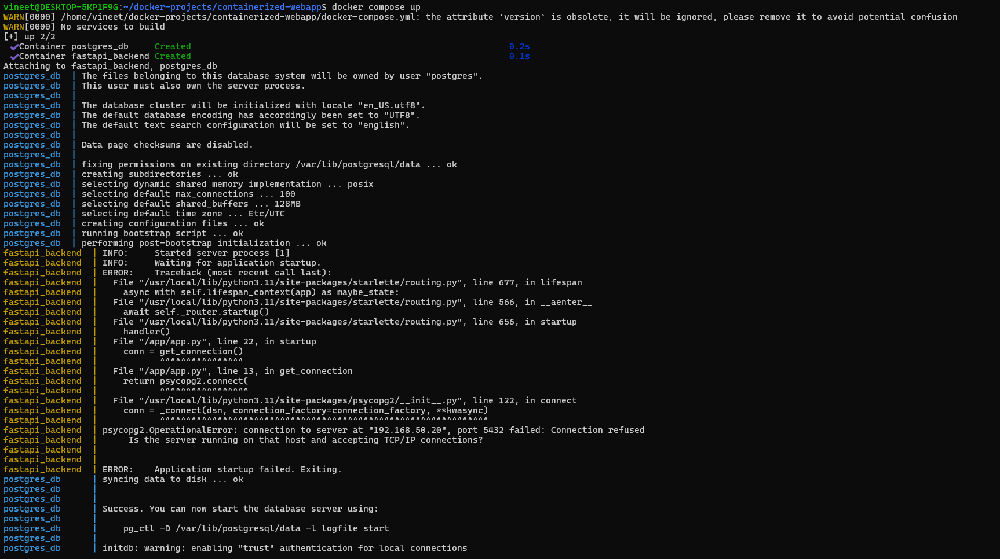 vineet@DESKTOP-5KP1F9G:~/docker-projects/containerized-webapp$ docker compose up
WARN[0000] /home/vineet/docker-projects/containerized-webapp/docker-compose.yml: the attribute `version` is obsolete, it will be ignored, please remove it to avoid potential confusion
WARN[0000] No services to build
[+] up 2/2
 ✔Container postgres_db     Created                                                             0.2s
 ✔Container fastapi_backend Created                                                             0.1s
Attaching to fastapi_backend, postgres_db
postgres_db  | The files belonging to this database system will be owned by user "postgres".
postgres_db  | This user must also own the server process.
postgres_db  |
postgres_db  | The database cluster will be initialized with locale "en_US.utf8".
postgres_db  | The default database encoding has accordingly been set to "UTF8".
postgres_db  | The default text search configuration will be set to "english".
postgres_db  |
postgres_db  | Data page checksums are disabled.
postgres_db  |
postgres_db  | fixing permissions on existing directory /var/lib/postgresql/data ... ok
postgres_db  | creating subdirectories ... ok
postgres_db  | selecting dynamic shared memory implementation ... posix
postgres_db  | selecting default max_connections ... 100
postgres_db  | selecting default shared_buffers ... 128MB
postgres_db  | selecting default time zone ... Etc/UTC
postgres_db  | creating configuration files ... ok
postgres_db  | running bootstrap script ... ok
postgres_db  | performing post-bootstrap initialization ... ok
fastapi_backend  | INFO:     Started server process [1]
fastapi_backend  | INFO:     Waiting for application startup.
fastapi_backend  | ERROR:    Traceback (most recent call last):
fastapi_backend  |   File "/usr/local/lib/python3.11/site-packages/starlette/routing.py", line 677, in lifespan
fastapi_backend  |     async with self.lifespan_context(app) as maybe_state:
fastapi_backend  |   File "/usr/local/lib/python3.11/site-packages/starlette/routing.py", line 566, in __aenter__
fastapi_backend  |     await self._router.startup()
fastapi_backend  |   File "/usr/local/lib/python3.11/site-packages/starlette/routing.py", line 656, in startup
fastapi_backend  |     handler()
fastapi_backend  |   File "/app/app.py", line 22, in startup
fastapi_backend  |     conn = get_connection()
fastapi_backend  |            ^^^^^^^^^^^^^^^^
fastapi_backend  |   File "/app/app.py", line 13, in get_connection
fastapi_backend  |     return psycopg2.connect(
fastapi_backend  |            ^^^^^^^^^^^^^^^^^
fastapi_backend  |   File "/usr/local/lib/python3.11/site-packages/psycopg2/__init__.py", line 122, in connect
fastapi_backend  |     conn = _connect(dsn, connection_factory=connection_factory, **kwasync)
fastapi_backend  |            ^^^^^^^^^^^^^^^^^^^^^^^^^^^^^^^^^^^^^^^^^^^^^^^^^^^^^^^^^^^^^^^
fastapi_backend  | psycopg2.OperationalError: connection to server at "192.168.50.20", port 5432 failed: Connection refused
fastapi_backend  |      Is the server running on that host and accepting TCP/IP connections?
fastapi_backend  |
fastapi_backend  |
fastapi_backend  | ERROR:    Application startup failed. Exiting.
postgres_db      | syncing data to disk ... ok
postgres_db      |
postgres_db      |
postgres_db      | Success. You can now start the database server using:
postgres_db      |
postgres_db      |     pg_ctl -D /var/lib/postgresql/data -l logfile start
postgres_db      |
postgres_db      | initdb: warning: enabling "trust" authentication for local connections